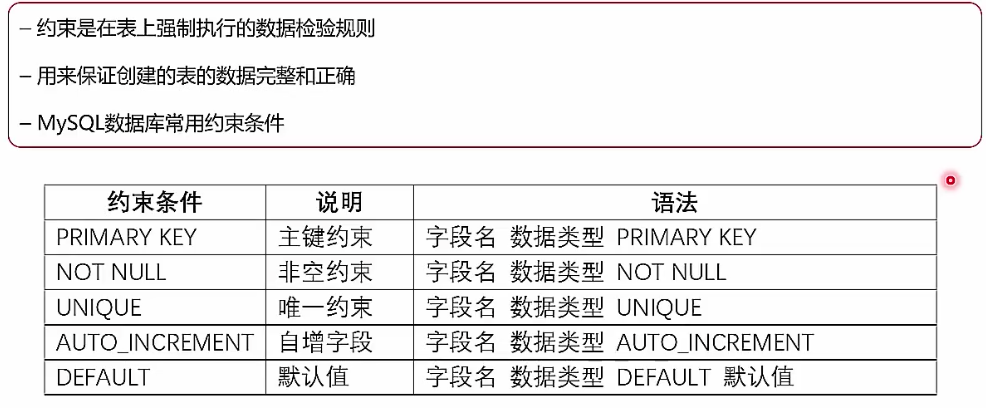 – 约束是在表上强制执行的数据检验规则
– 用来保证创建的表的数据完整和正确
– MySQL数据库常用约束条件
约束条件 说明 语法
PRIMARY KEY 主键约束 字段名 数据类型 PRIMARY KEY
NOT NULL 非空约束 字段名 数据类型 NOT NULL
UNIQUE 唯一约束 字段名 数据类型 UNIQUE
AUTO_INCREMENT 自增字段 字段名 数据类型 AUTO_INCREMENT
DEFAULT 默认值 字段名 数据类型 DEFAULT 默认值